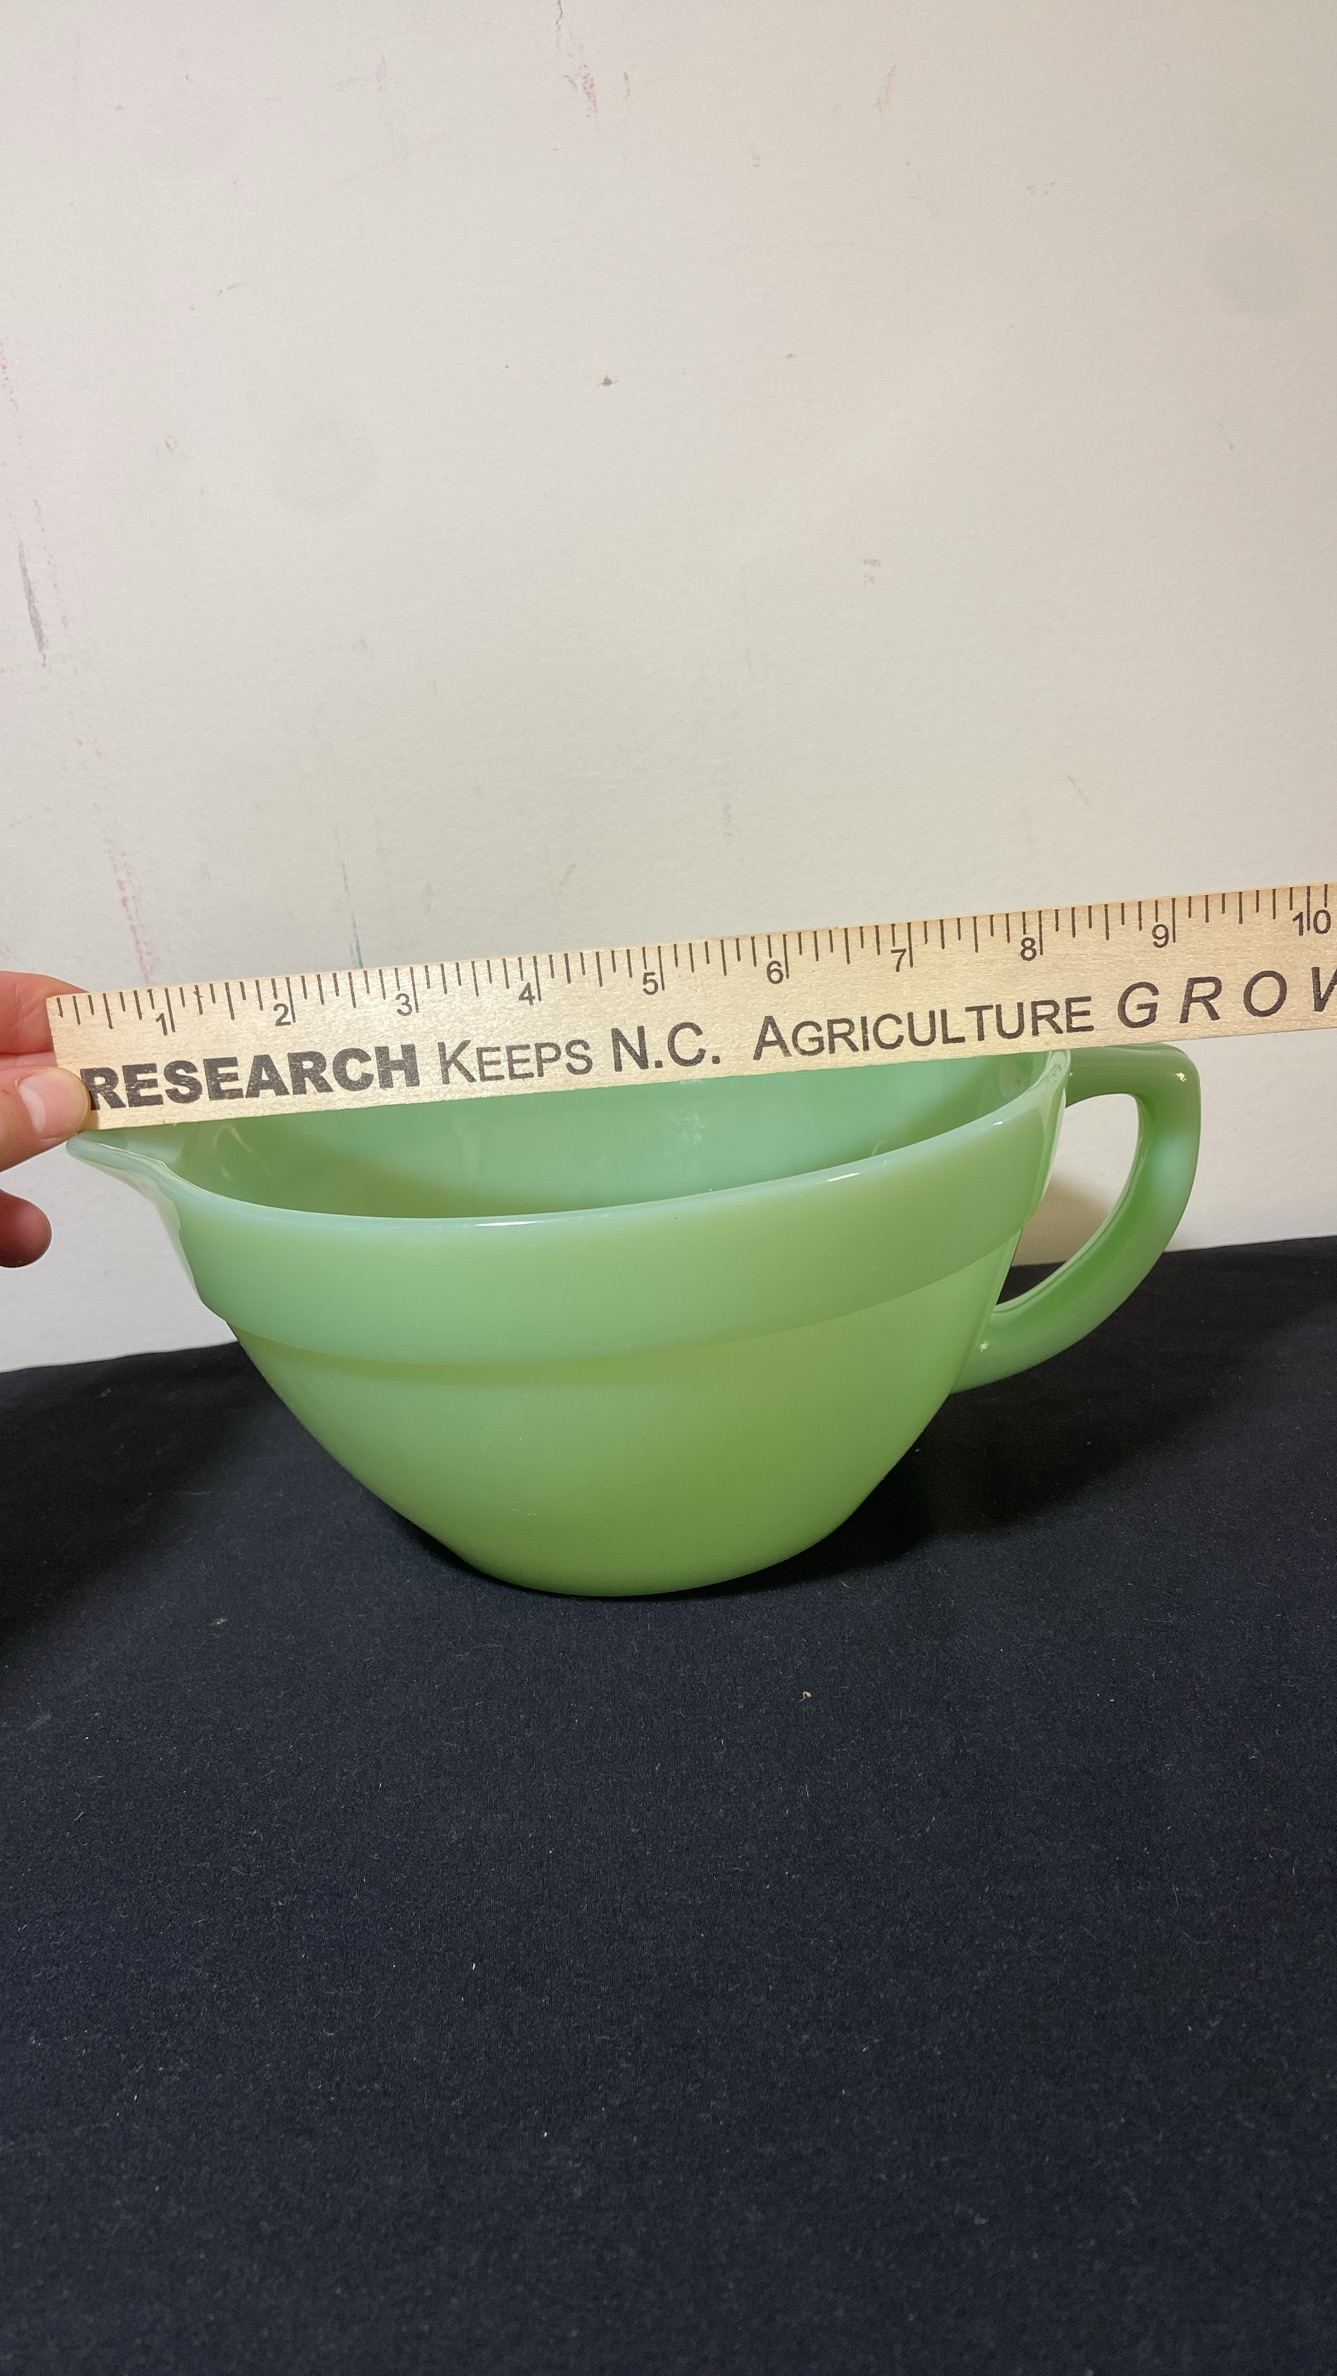 1 2 3 4 5 6 7 8 9 10
RESEARCH KEEPS N.C. AGRICULTURE GROW